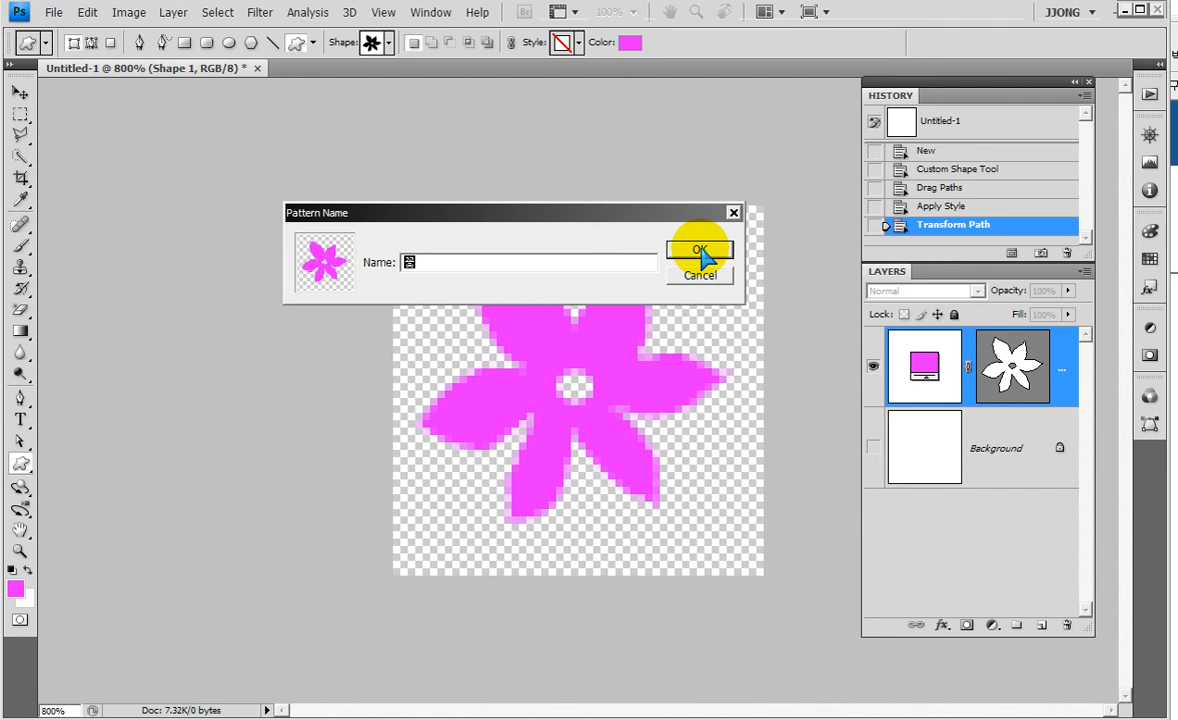 Ps File Edit Image Layer Select Filter Analysis 3D View Window Help Br 100% JJONG
Shape: Style: Color:
Untitled-1 @ 800% (Shape 1, RGB/8) *
HISTORY
Untitled-1
New
Custom Shape Tool
Drag Paths
Apply Style
Transform Path
Pattern Name
Name:
OK
Cancel
LAYERS
Normal Opacity: 100%
Lock: Fill: 100%
...
Background
T
fx
800% Doc: 7.32K/0 bytes